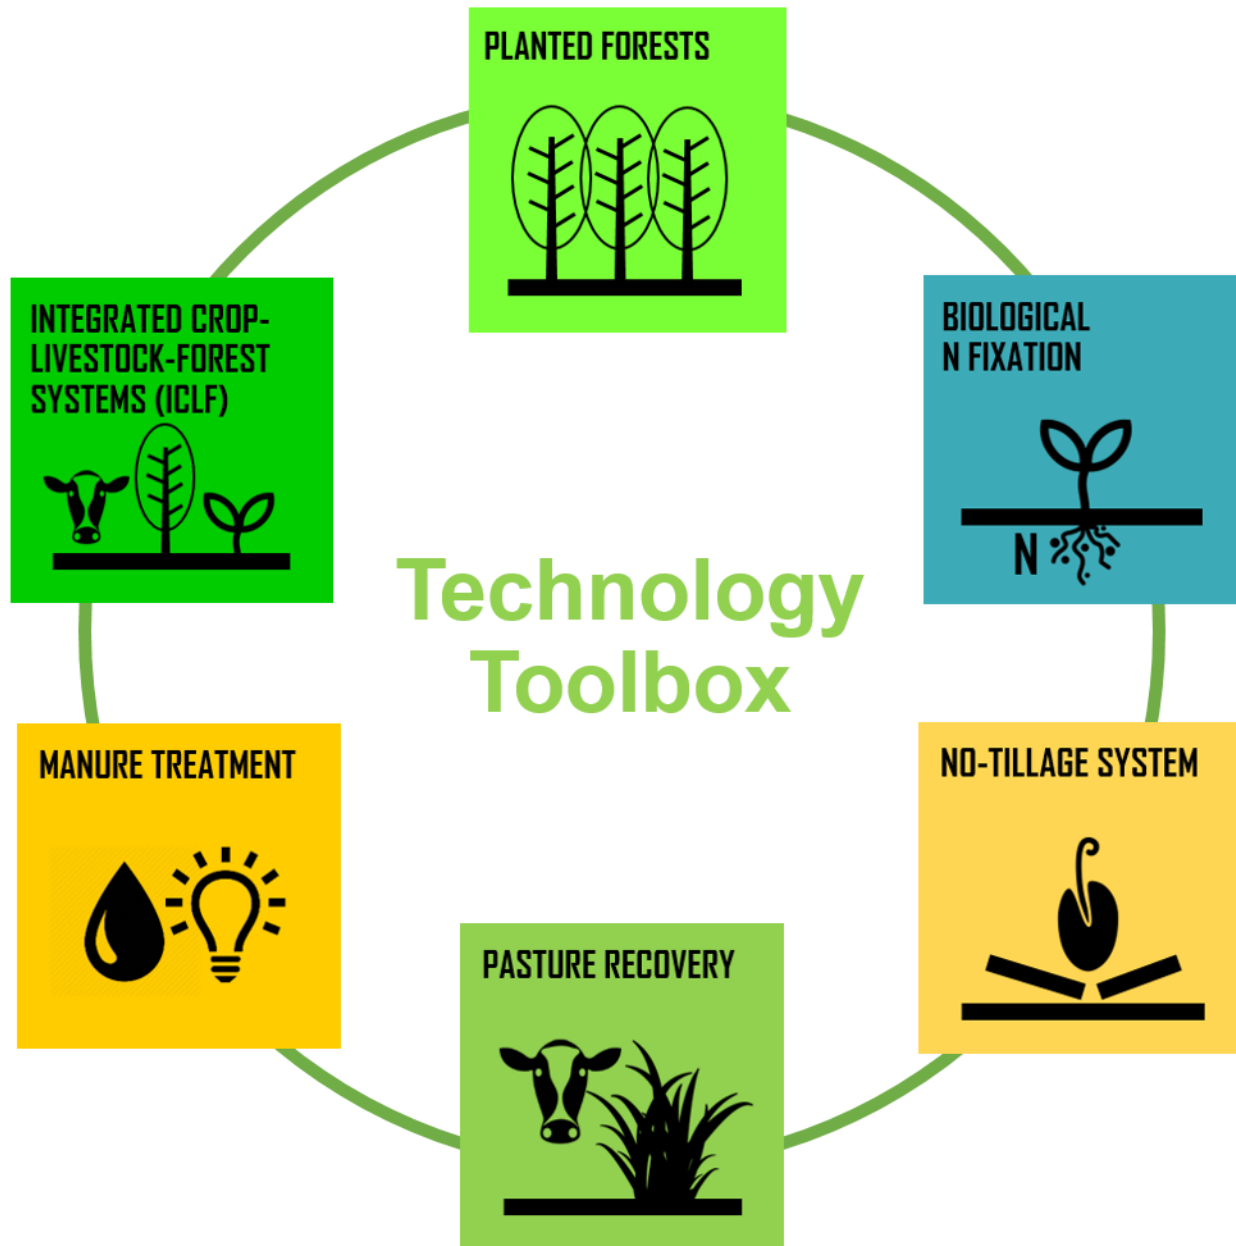 PLANTED FORESTS
INTEGRATED CROP-
LIVESTOCK-FOREST
SYSTEMS (ICLF)
BIOLOGICAL
N FIXATION
N
Technology
Toolbox
MANURE TREATMENT
NO-TILLAGE SYSTEM
PASTURE RECOVERY